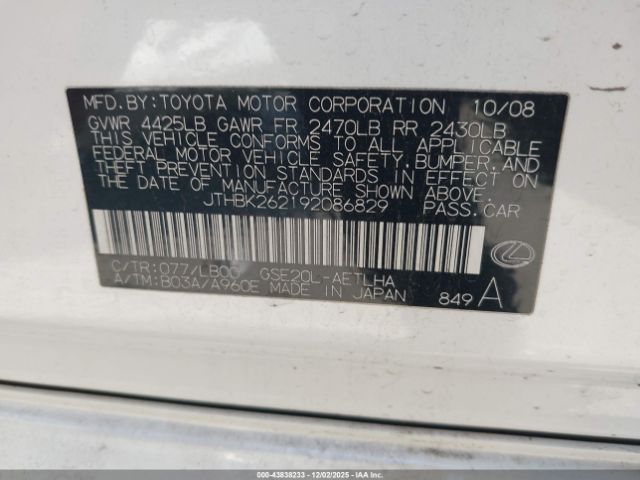 MFD.BY:TOYOTA MOTOR CORPORATION 10/08
GVWR 4425LB GAWR FR 2470LB RR 2430LB
THIS VEHICLE CONFORMS TO ALL APPLICABLE
FEDERAL MOTOR VEHICLE SAFETY,BUMPER,AND
THEFT PREVENTION STANDARDS IN EFFECT ON
THE DATE OF MANUFACTURE SHOWN ABOVE.
JTHBK262192086829 PASS.CAR
C/TR:077/LB00 GSE20L-AETLHA
A/TM:B03A/A960E MADE IN JAPAN 849 A
000-43838233 - 12/02/2025 - IAAI.COM